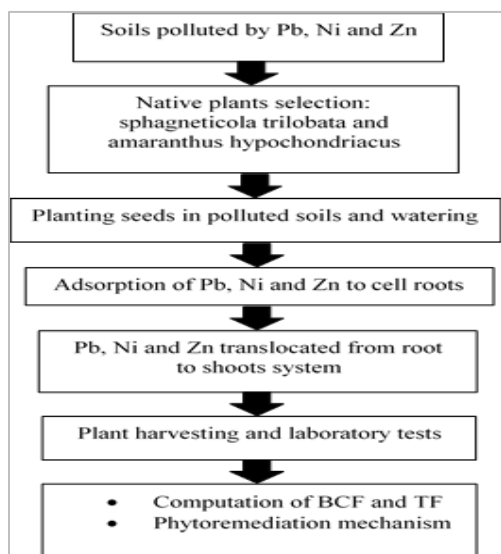 Soils polluted by Pb, Ni and Zn
Native plants selection:
sphagneticola trilobata and
amaranthus hypochondriacus
Planting seeds in polluted soils and watering
Adsorption of Pb, Ni and Zn to cell roots
Pb, Ni and Zn translocated from root
to shoots system
Plant harvesting and laboratory tests
• Computation of BCF and TF
• Phytoremediation mechanism